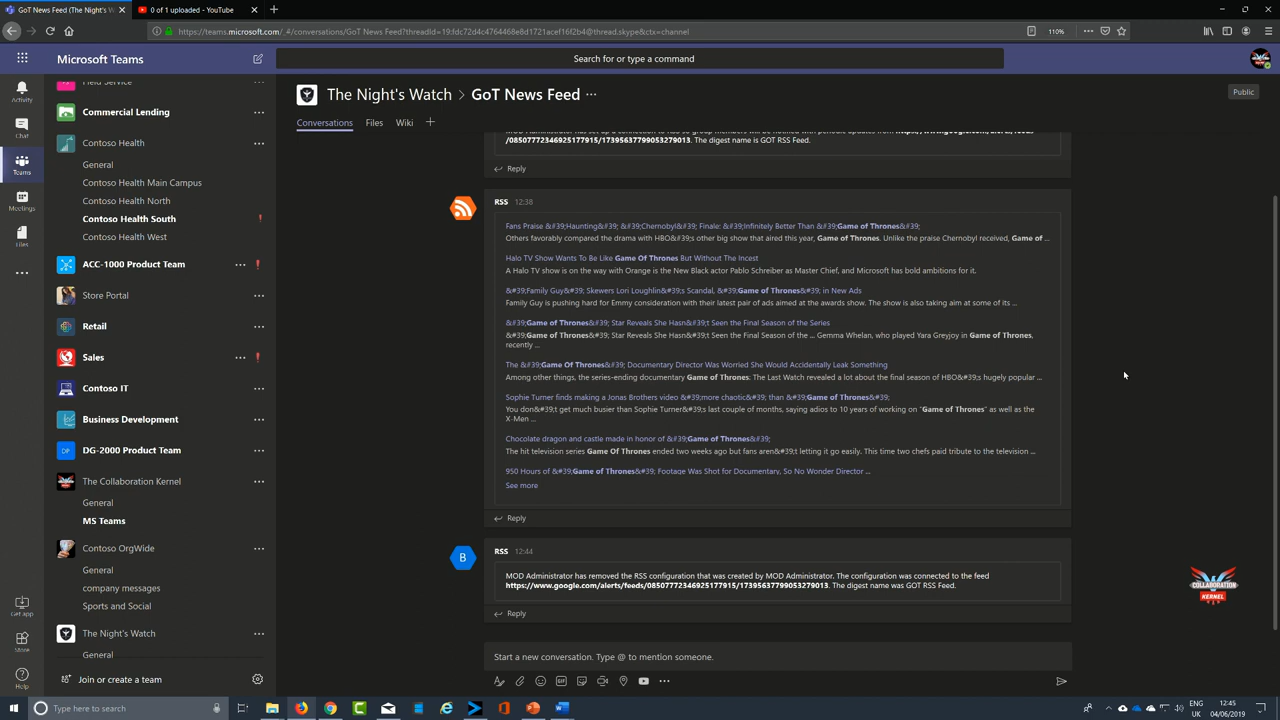 GoT News Feed (The Night's Watch)
0 of 1 uploaded - YouTube
https://teams.microsoft.com/_#/conversations/GoT News Feed?threadId=19:fdc72d4c4764468e8d1721acef16f2b4@thread.skype&ctx=channel
110%
Microsoft Teams
Search for or type a command
Activity
Chat
Teams
Meetings
Files
Get app
More
Help
Field Service
Commercial Lending
Contoso Health
General
Contoso Health Main Campus
Contoso Health North
Contoso Health South
Contoso Health West
ACC-1000 Product Team
Store Portal
Retail
Sales
Contoso IT
Business Development
DP
DG-2000 Product Team
The Collaboration Kernel
General
MS Teams
Contoso OrgWide
General
company messages
Sports and Social
The Night's Watch
General
Join or create a team
The Night's Watch > GoT News Feed
Public
Conversations Files Wiki
/08507772346925177915/17395637799053279013. The digest name is GOT RSS Feed.
Reply
RSS 12:38
Fans Praise &#39;Haunting&#39; &#39;Chernobyl&#39; Finale: &#39;Infinitely Better Than &#39;Game of Thrones&#39;
Others favorably compared the drama with HBO&#39;s other big show that aired this year, Game of Thrones. Unlike the praise Chernobyl received, Game of ...
Halo TV Show Wants To Be Like Game Of Thrones But Without The Incest
A Halo TV show is on the way with Orange is the New Black actor Pablo Schreiber as Master Chief, and Microsoft has bold ambitions for it.
&#39;Family Guy&#39; Skewers Lori Loughlin&#39;s Scandal, &#39;Game of Thrones&#39; in New Ads
Family Guy is pushing hard for Emmy consideration with their latest pair of ads aimed at the awards show. The show is also taking aim at some of its ...
&#39;Game of Thrones&#39; Star Reveals She Hasn&#39;t Seen the Final Season of the Series
&#39;Game of Thrones&#39; Star Reveals She Hasn&#39;t Seen the Final Season of the ... Gemma Whelan, who played Yara Greyjoy in Game of Thrones,
recently ...
The &#39;Game Of Thrones&#39; Documentary Director Was Worried She Would Accidentally Leak Something
Among other things, the series-ending documentary Game of Thrones: The Last Watch revealed a lot about the final season of HBO&#39;s hugely popular ...
Sophie Turner finds making a Jonas Brothers video &#39;more chaotic&#39; than &#39;Game of Thrones&#39;
You don&#39;t get much busier than Sophie Turner&#39;s last couple of months, saying adios to 10 years of working on "Game of Thrones" as well as the
X-Men ...
Chocolate dragon and castle made in honor of &#39;Game of Thrones&#39;
The hit television series Game Of Thrones ended two weeks ago but fans aren&#39;t letting it go easily. This time two chefs paid tribute to the television ...
950 Hours of &#39;Game of Thrones&#39; Footage Was Shot for Documentary, So No Wonder Director ...
See more
Reply
B
RSS 12:44
MOD Administrator has removed the RSS configuration that was created by MOD Administrator. The configuration was connected to the feed
https://www.google.com/alerts/feeds/08507772346925177915/17395637799053279013. The digest name was GOT RSS Feed.
Reply
Start a new conversation. Type @ to mention someone.
GIF
COLLABORATION
KERNEL
Type here to search
ENG
UK
12:45
04/06/2019